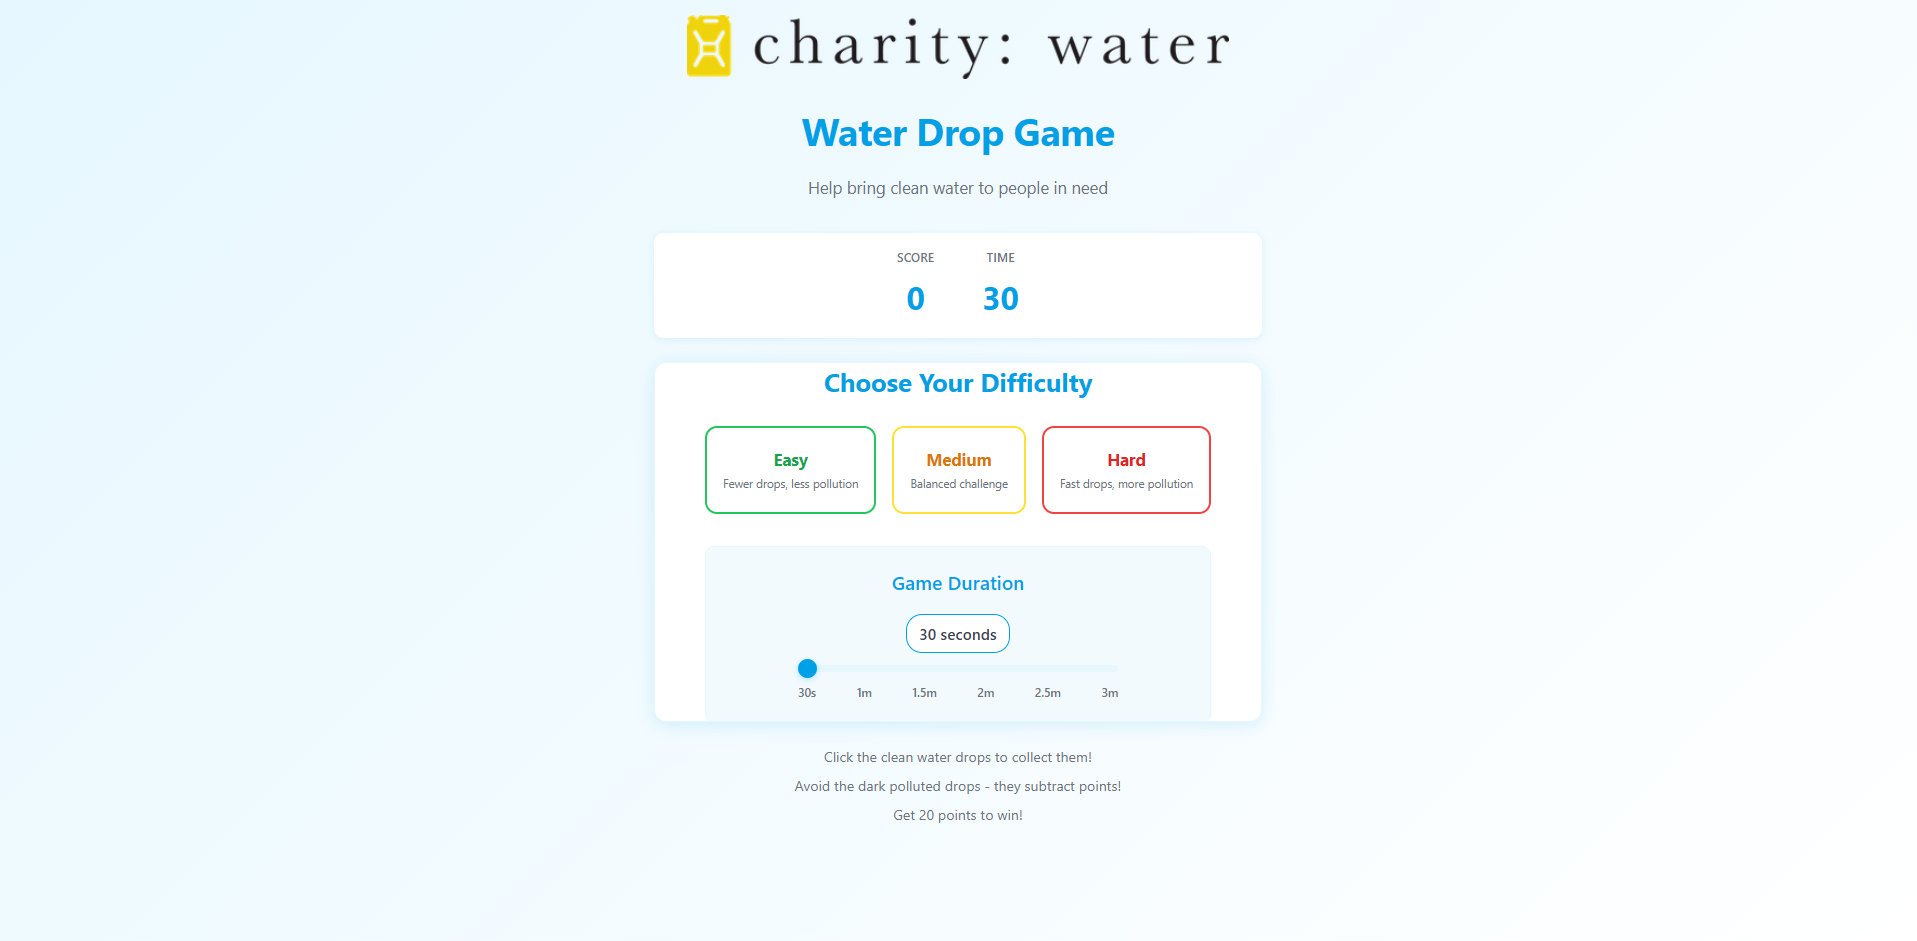 charity: water
Water Drop Game
Help bring clean water to people in need
SCORE TIME
0 30
Choose Your Difficulty
Easy Medium Hard
Fewer drops, less pollution Balanced challenge Fast drops, more pollution
Game Duration
30 seconds
30s 1m 1.5m 2m 2.5m 3m
Click the clean water drops to collect them!
Avoid the dark polluted drops - they subtract points!
Get 20 points to win!